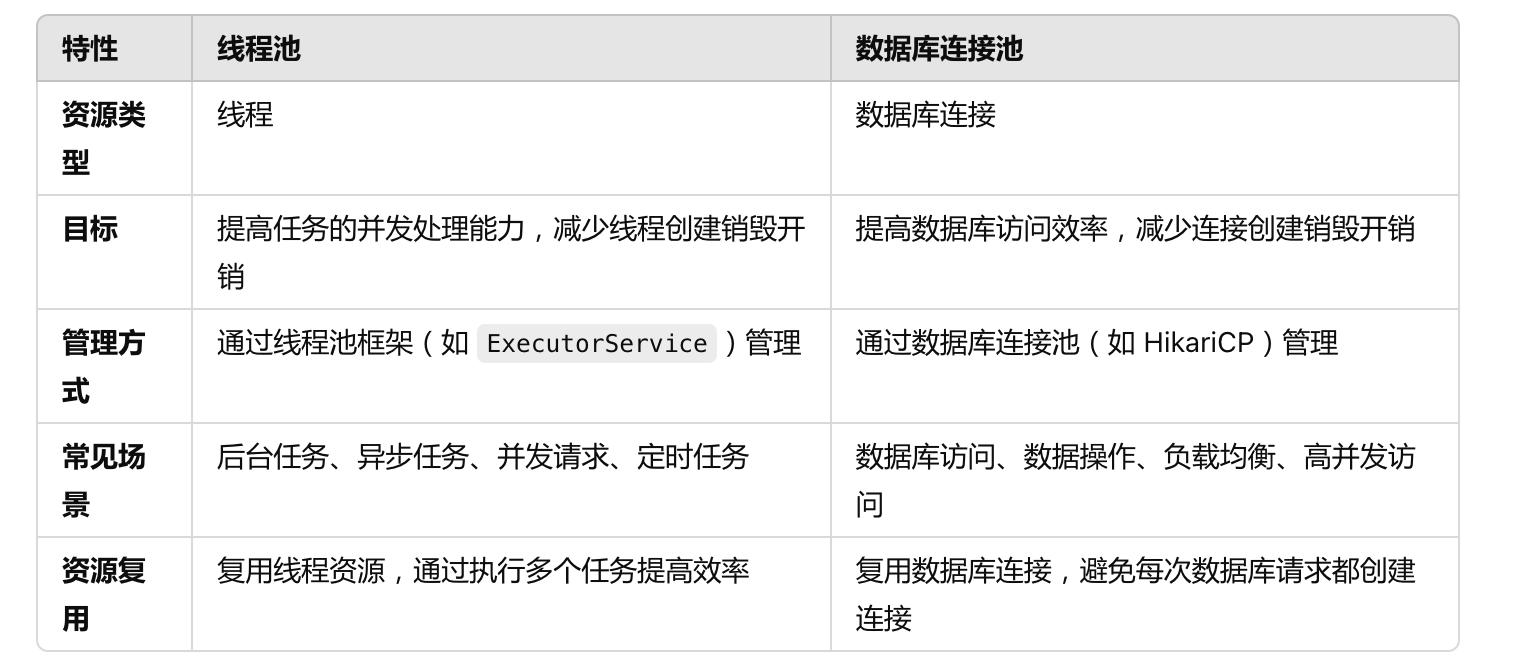 特性 线程池 数据库连接池
资源类 线程 数据库连接
型
目标 提高任务的并发处理能力，减少线程创建销毁开 提高数据库访问效率，减少连接创建销毁开销
销
管理方 通过线程池框架（如 ExecutorService ）管理 通过数据库连接池（如 HikariCP）管理
式
常见场 后台任务、异步任务、并发请求、定时任务 数据库访问、数据操作、负载均衡、高并发访
景 问
资源复 复用线程资源，通过执行多个任务提高效率 复用数据库连接，避免每次数据库请求都创建
用 连接